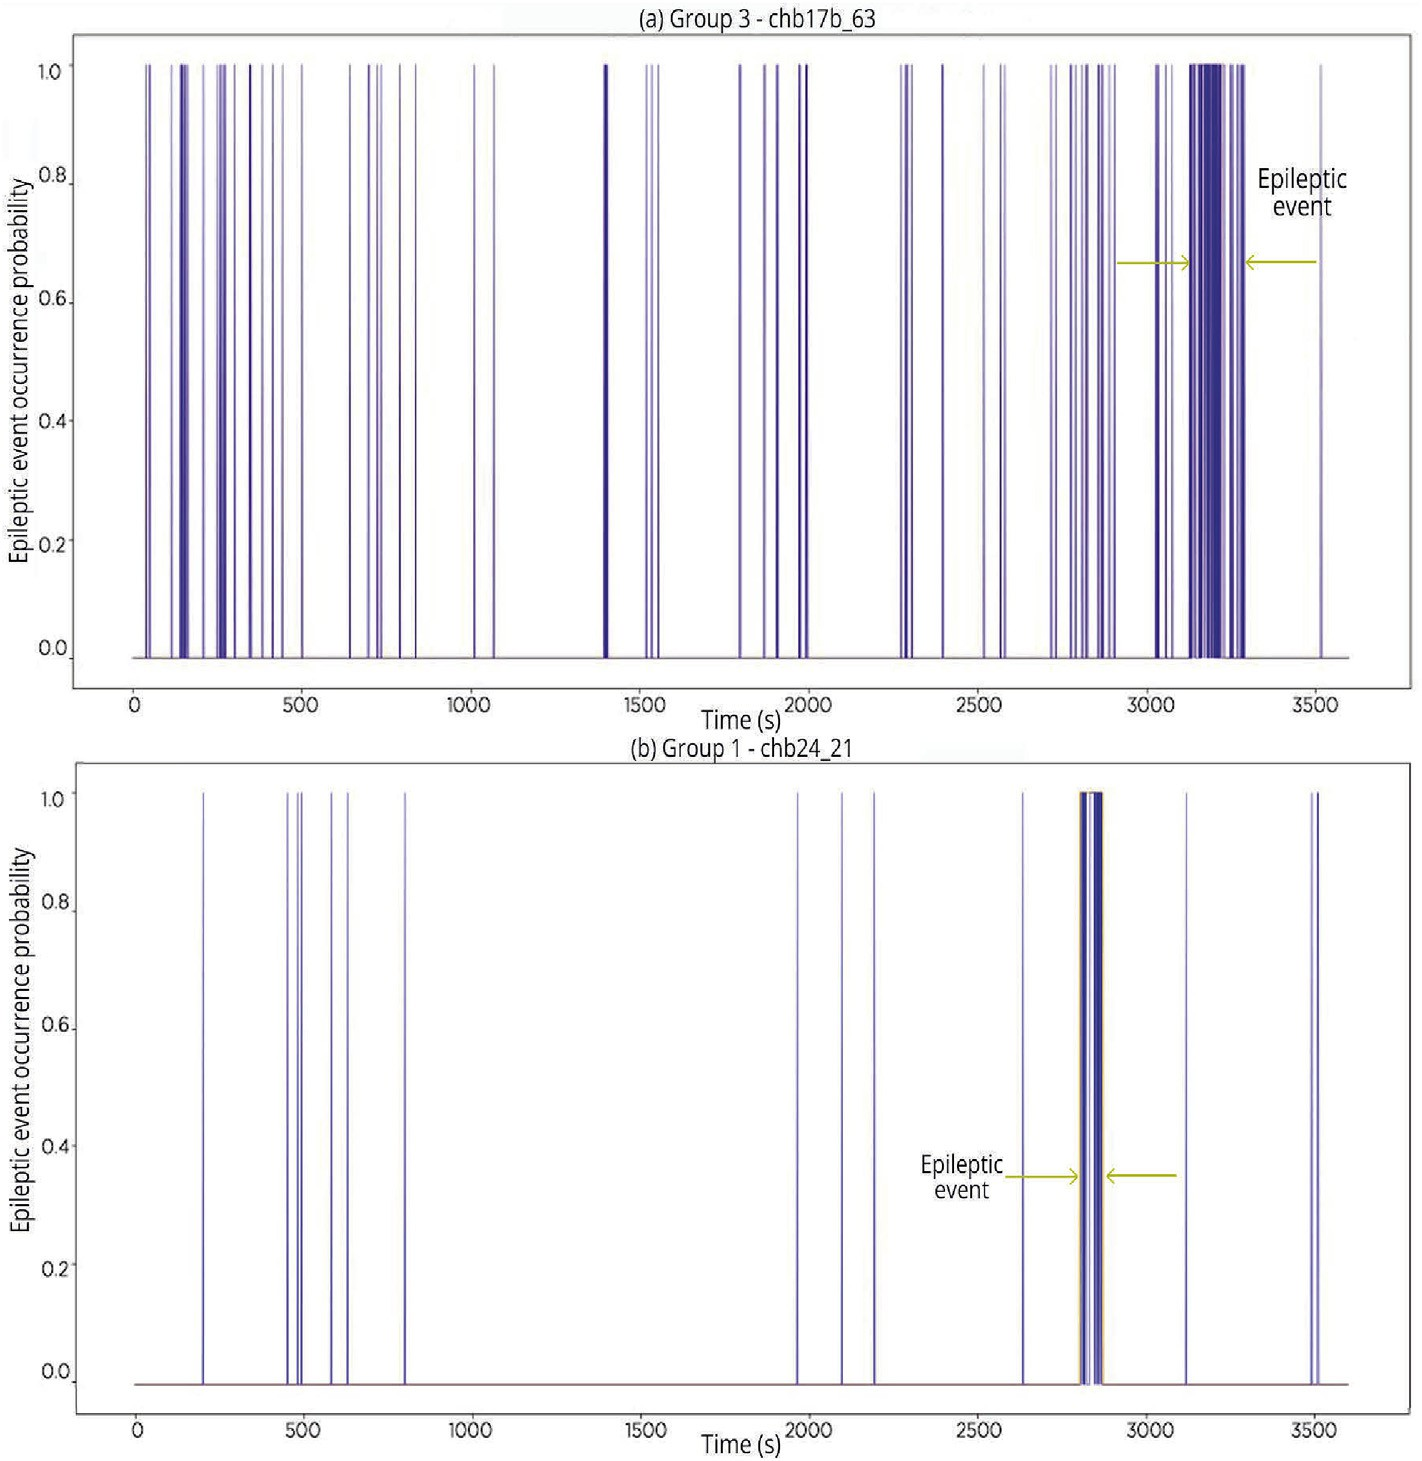 (a) Group 3 - chb17b_63
Epileptic event occurrence probability
1.0
0.8
0.6
0.4
0.2
0.0
Epileptic
event
0
500
1000
1500
2000
2500
3000
3500
Time (s)
(b) Group 1 - chb24_21
Epileptic event occurrence probability
1.0
0.8
0.6
0.4
0.2
0.0
Epileptic
event
0
500
1000
1500
2000
2500
3000
3500
Time (s)